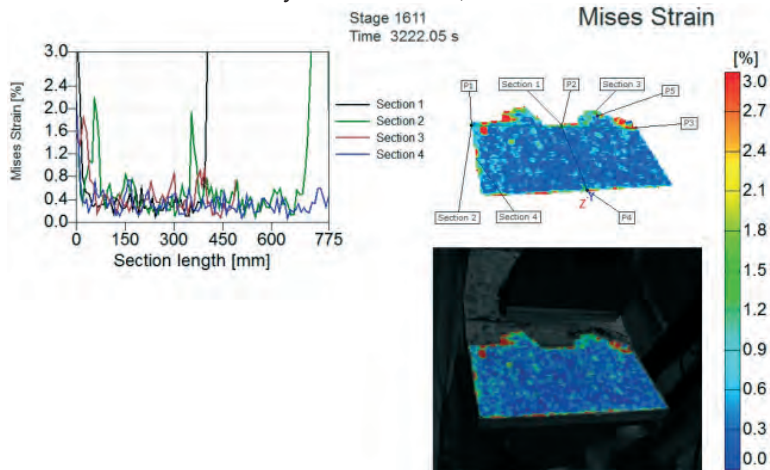 Stage 1611
Time 3222.05 s
Mises Strain
3.0
2.4
2.0
1.6
1.2
0.8
0.4
0.0
Mises Strain [%]
0 150 300 450 600 775
Section length [mm]
Section 1
Section 2
Section 3
Section 4
P1
Section 1
P2
Section 3
P5
P3
Section 2
Section 4
Z
Y
P4
[%]
3.0
2.7
2.4
2.1
1.8
1.5
1.2
0.9
0.6
0.3
0.0